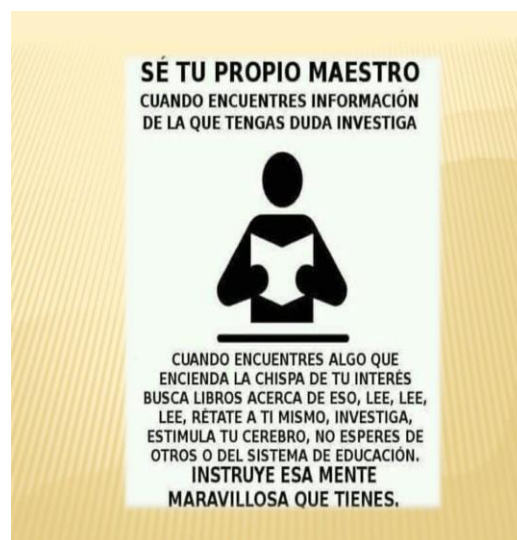 SÉ TU PROPIO MAESTRO
CUANDO ENCUENTRES INFORMACIÓN
DE LA QUE TENGAS DUDA INVESTIGA
CUANDO ENCUENTRES ALGO QUE
ENCIENDA LA CHISPA DE TU INTERÉS
BUSCA LIBROS ACERCA DE ESO, LEE, LEE,
LEE, RÉTATE A TI MISMO, INVESTIGA,
ESTIMULA TU CEREBRO, NO ESPERES DE
OTROS O DEL SISTEMA DE EDUCACIÓN.
INSTRUYE ESA MENTE
MARAVILLOSA QUE TIENES.